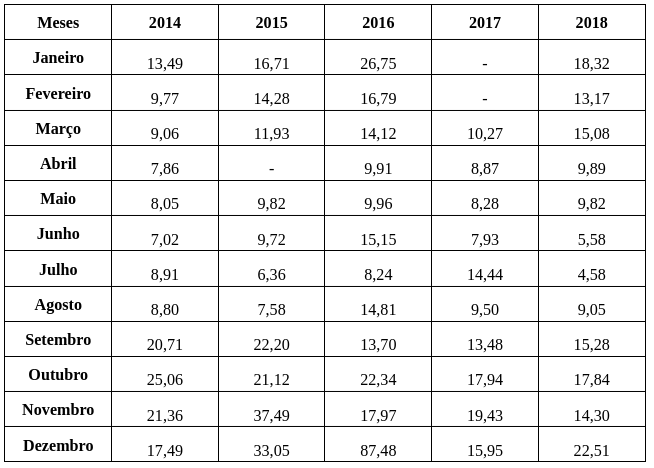 Meses 2014 2015 2016 2017 2018
Janeiro 13,49 16,71 26,75 - 18,32
Fevereiro 9,77 14,28 16,79 - 13,17
Março 9,06 11,93 14,12 10,27 15,08
Abril 7,86 - 9,91 8,87 9,89
Maio 8,05 9,82 9,96 8,28 9,82
Junho 7,02 9,72 15,15 7,93 5,58
Julho 8,91 6,36 8,24 14,44 4,58
Agosto 8,80 7,58 14,81 9,50 9,05
Setembro 20,71 22,20 13,70 13,48 15,28
Outubro 25,06 21,12 22,34 17,94 17,84
Novembro 21,36 37,49 17,97 19,43 14,30
Dezembro 17,49 33,05 87,48 15,95 22,51